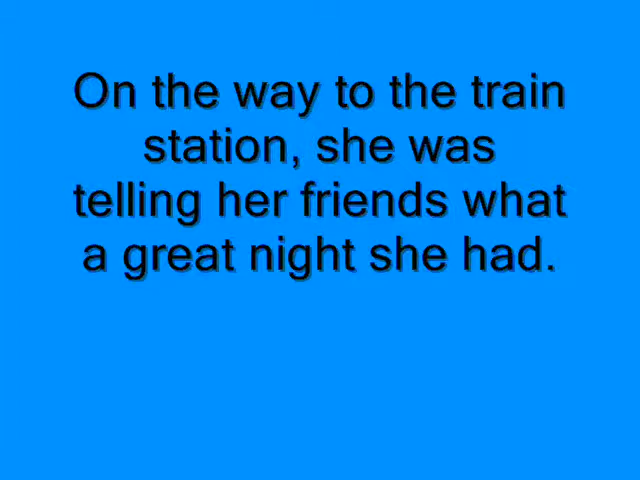 On the way to the train
station, she was
telling her friends what
a great night she had.